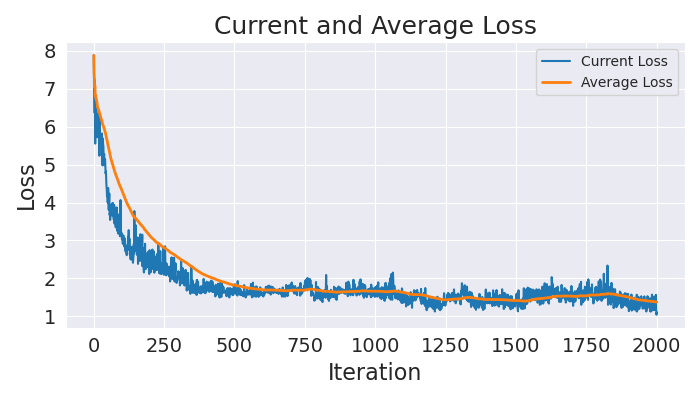 Current and Average Loss
Current Loss
Average Loss
8
7
6
5
4
3
2
1
Loss
0 250 500 750 1000 1250 1500 1750 2000
Iteration